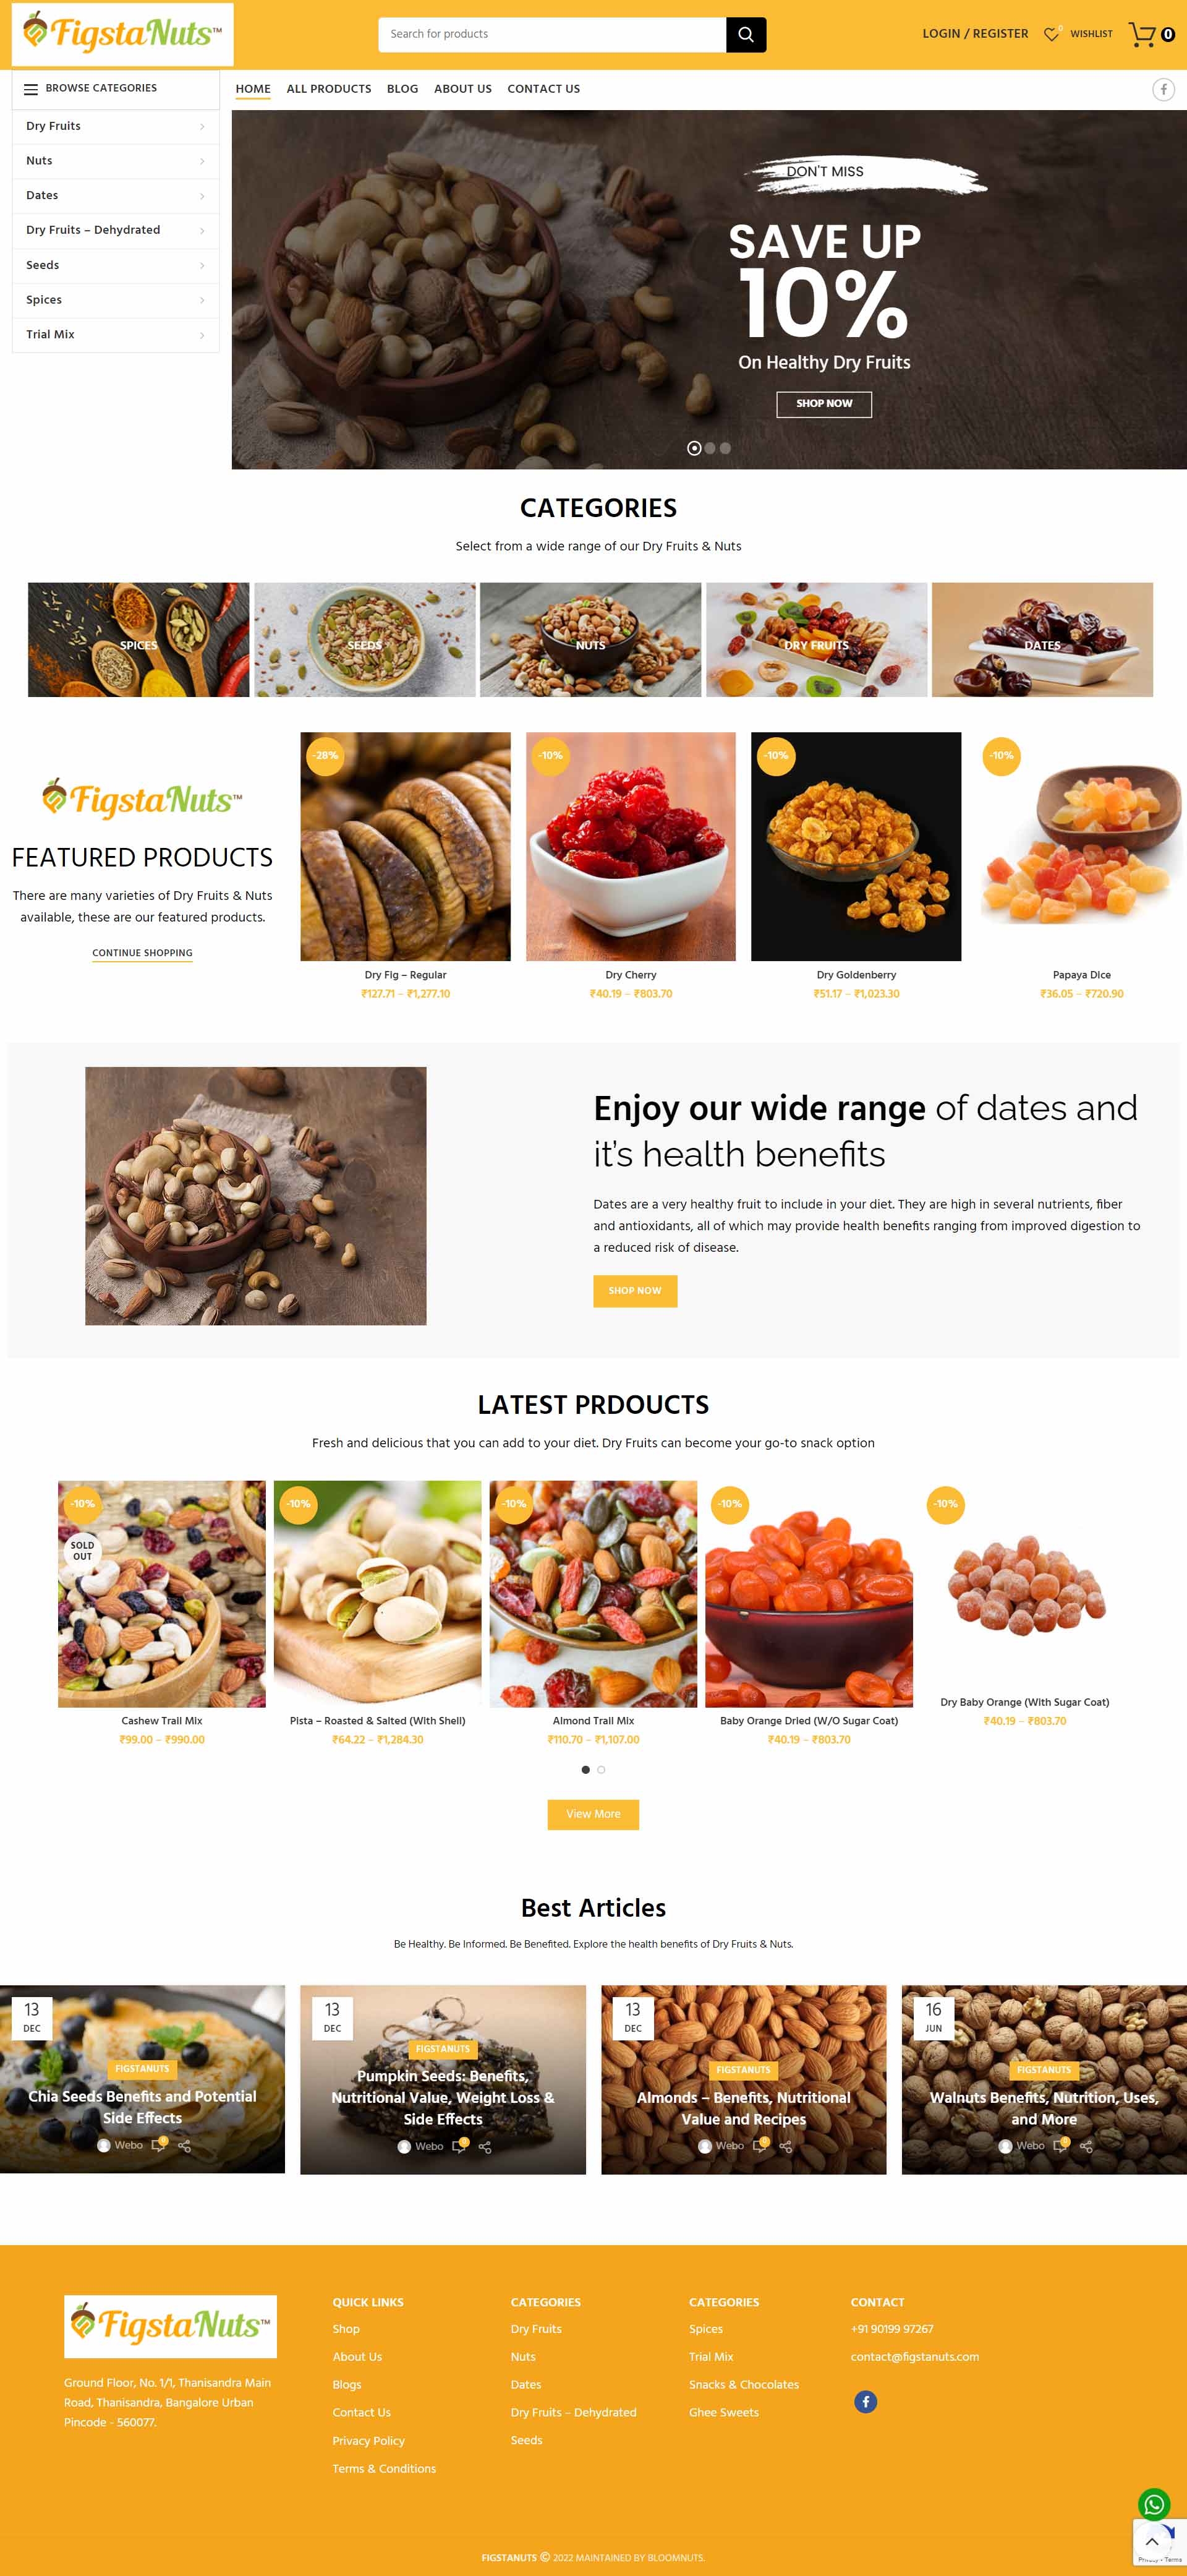 FigstaNuts™
Search for products
LOGIN / REGISTER
0
WISHLIST
0
BROWSE CATEGORIES
HOME
ALL PRODUCTS
BLOG
ABOUT US
CONTACT US
Dry Fruits
Nuts
Dates
Dry Fruits – Dehydrated
Seeds
Spices
Trial Mix
DON'T MISS
SAVE UP
10%
On Healthy Dry Fruits
SHOP NOW
CATEGORIES
Select from a wide range of our Dry Fruits & Nuts
SPICES
SEEDS
NUTS
DRY FRUITS
DATES
FigstaNuts™
FEATURED PRODUCTS
There are many varieties of Dry Fruits & Nuts
available, these are our featured products.
CONTINUE SHOPPING
-28%
Dry Fig – Regular
₹127.71 – ₹1,277.10
-10%
Dry Cherry
₹40.19 – ₹803.70
-10%
Dry Goldenberry
₹51.17 – ₹1,023.30
-10%
Papaya DIce
₹36.05 – ₹720.90
Enjoy our wide range of dates and
it's health benefits
Dates are a very healthy fruit to include in your diet. They are high in several nutrients, fiber
and antioxidants, all of which may provide health benefits ranging from improved digestion to
a reduced risk of disease.
SHOP NOW
LATEST PRDOUCTS
Fresh and delicious that you can add to your diet. Dry Fruits can become your go-to snack option
-10%
SOLD
OUT
Cashew Trail Mix
₹99.00 – ₹990.00
-10%
Pista – Roasted & Salted (With Shell)
₹64.22 – ₹1,284.30
-10%
Almond Trail Mix
₹110.70 – ₹1,107.00
-10%
Baby Orange Dried (W/O Sugar Coat)
₹40.19 – ₹803.70
-10%
Dry Baby Orange (With Sugar Coat)
₹40.19 – ₹803.70
View More
Best Articles
Be Healthy. Be Informed. Be Benefited. Explore the health benefits of Dry Fruits & Nuts.
13
DEC
FIGSTANUTS
Chia Seeds Benefits and Potential
Side Effects
Webo
0
13
DEC
FIGSTANUTS
Pumpkin Seeds: Benefits,
Nutritional Value, Weight Loss &
Side Effects
Webo
0
13
DEC
FIGSTANUTS
Almonds – Benefits, Nutritional
Value and Recipes
Webo
0
16
JUN
FIGSTANUTS
Walnuts Benefits, Nutrition, Uses,
and More
Webo
0
FigstaNuts™
Ground Floor, No. 1/1, Thanisandra Main
Road, Thanisandra, Bangalore Urban
Pincode - 560077.
QUICK LINKS
Shop
About Us
Blogs
Contact Us
Privacy Policy
Terms & Conditions
CATEGORIES
Dry Fruits
Nuts
Dates
Dry Fruits – Dehydrated
Seeds
CATEGORIES
Spices
Trial Mix
Snacks & Chocolates
Ghee Sweets
CONTACT
+91 90199 97267
contact@figstanuts.com
FIGSTANUTS © 2022 MAINTAINED BY BLOOMNUTS.
Privacy - Terms